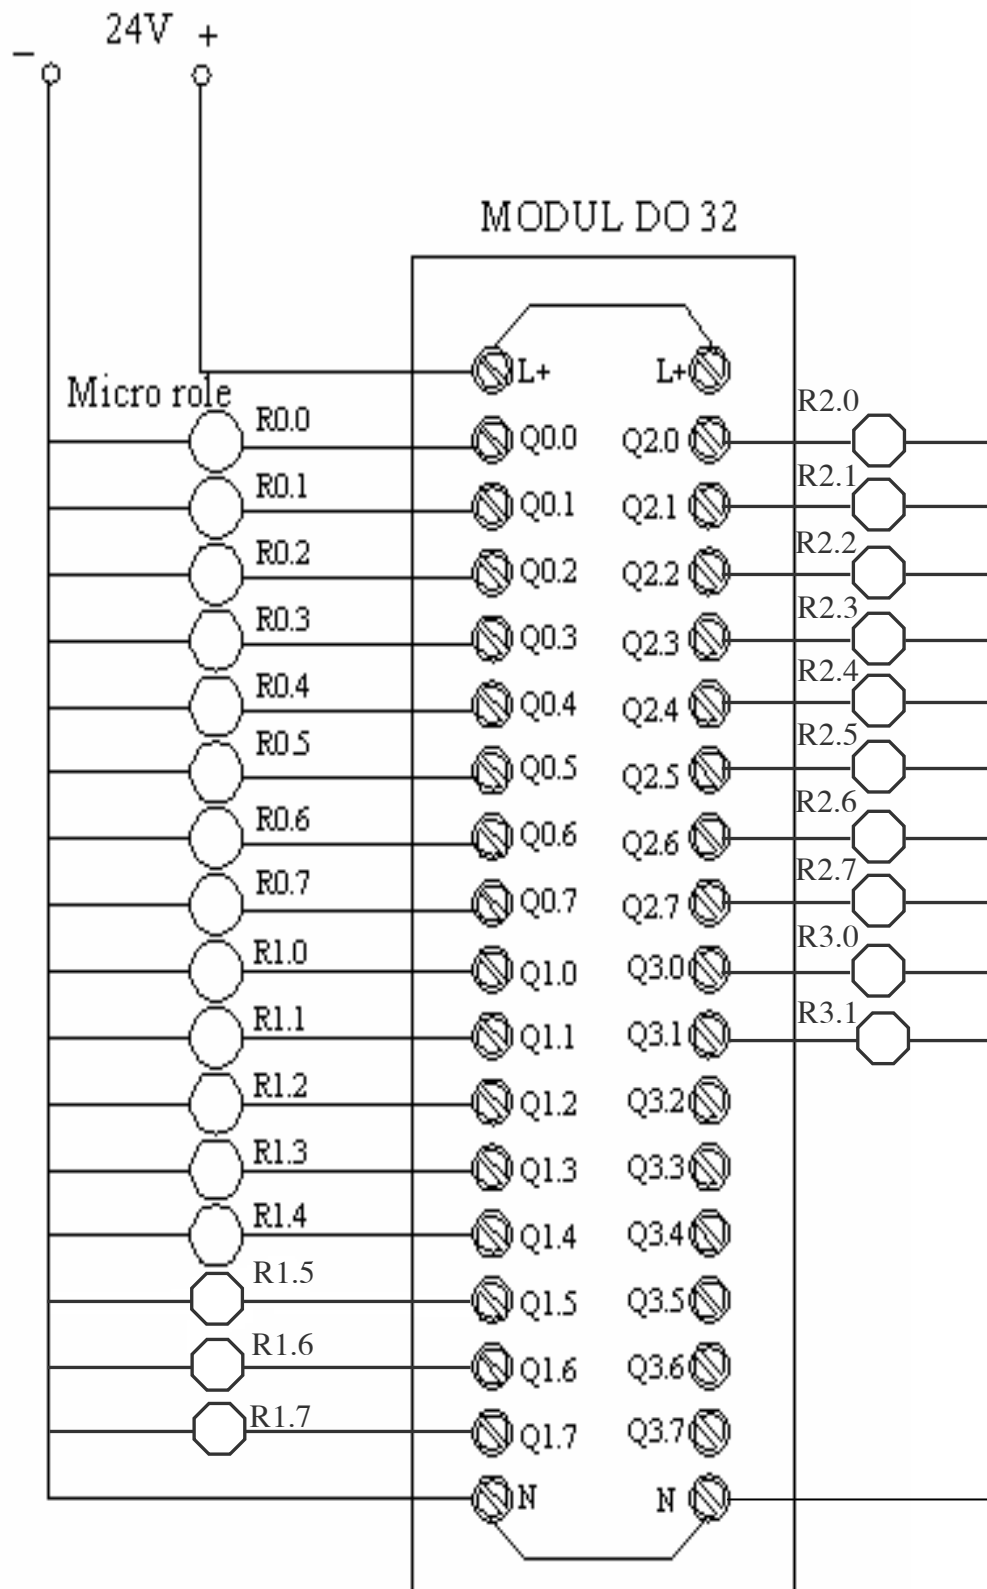 24V +
−
MODUL DO 32
L+ L+
Micro role
R0.0 Q0.0 Q2.0 R2.0
R0.1 Q0.1 Q2.1 R2.1
R0.2 Q0.2 Q2.2 R2.2
R0.3 Q0.3 Q2.3 R2.3
R0.4 Q0.4 Q2.4 R2.4
R0.5 Q0.5 Q2.5 R2.5
R0.6 Q0.6 Q2.6 R2.6
R0.7 Q0.7 Q2.7 R2.7
R1.0 Q1.0 Q3.0 R3.0
R1.1 Q1.1 Q3.1 R3.1
R1.2 Q1.2 Q3.2
R1.3 Q1.3 Q3.3
R1.4 Q1.4 Q3.4
R1.5 Q1.5 Q3.5
R1.6 Q1.6 Q3.6
R1.7 Q1.7 Q3.7
N N